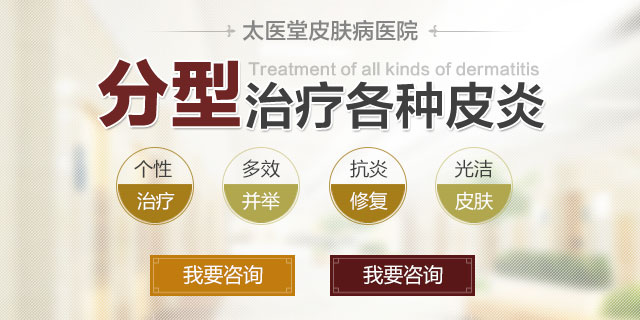 太医堂皮肤病医院
Treatment of all kinds of dermatitis
分型治疗各种皮炎
个性 多效 抗炎 光洁
治疗 并举 修复 皮肤
我要咨询 我要咨询